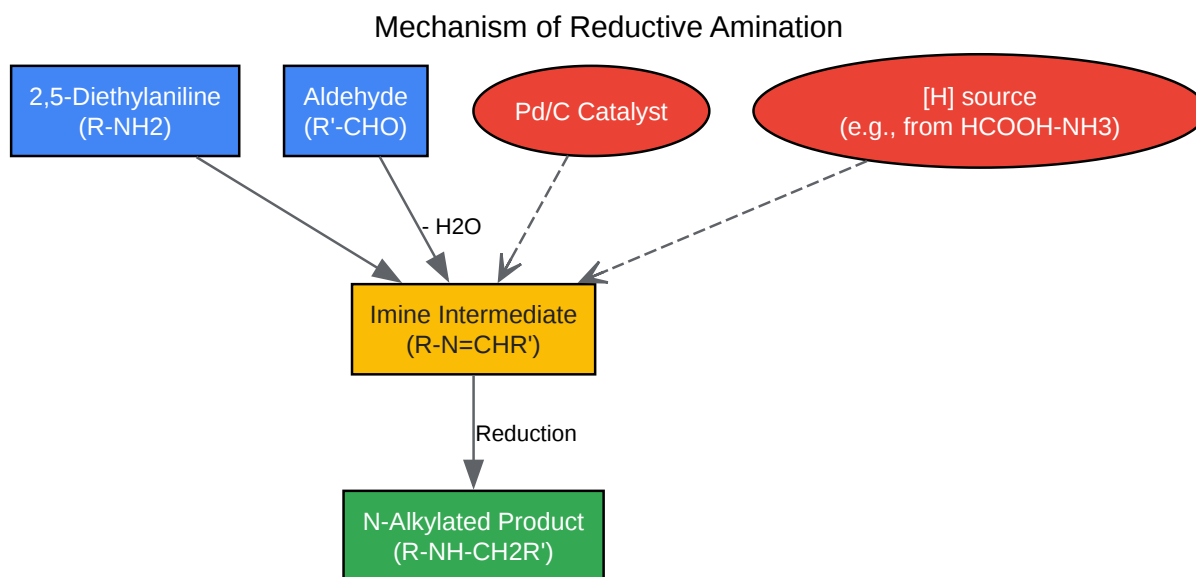 Mechanism of Reductive Amination
2,5-Diethylaniline
(R-NH2)
Aldehyde
(R'-CHO)
Pd/C Catalyst
[H] source
(e.g., from HCOOH-NH3)
- H2O
Imine Intermediate
(R-N=CHR')
Reduction
N-Alkylated Product
(R-NH-CH2R')